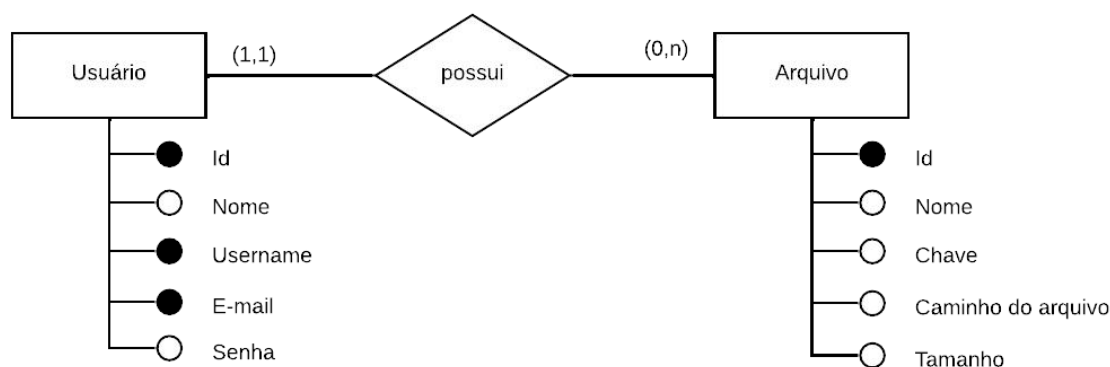 Usuário
(1,1)
possui
(0,n)
Arquivo
Id
Nome
Username
E-mail
Senha
Id
Nome
Chave
Caminho do arquivo
Tamanho